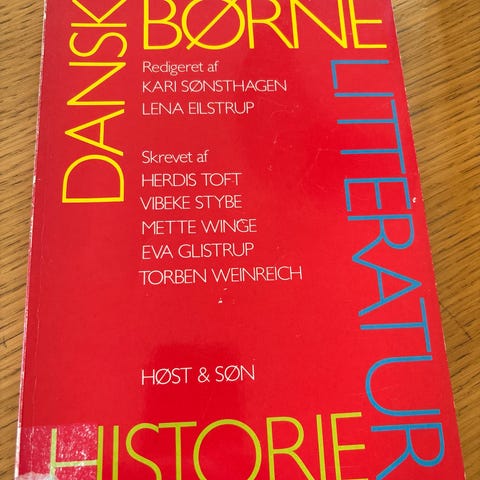 DANSK
BØRNE
LITTERATUR
HISTORIE
Redigeret af
KARI SØNSTHAGEN
LENA EILSTRUP
Skrevet af
HERDIS TOFT
VIBEKE STYBE
METTE WINGE
EVA GLISTRUP
TORBEN WEINREICH
HØST & SØN